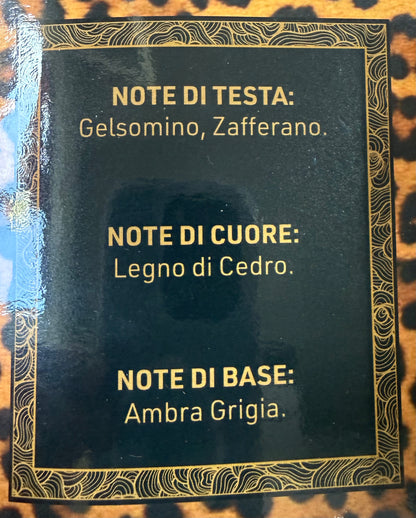 NOTE DI TESTA:
Gelsomino, Zafferano.
NOTE DI CUORE:
Legno di Cedro.
NOTE DI BASE:
Ambra Grigia.